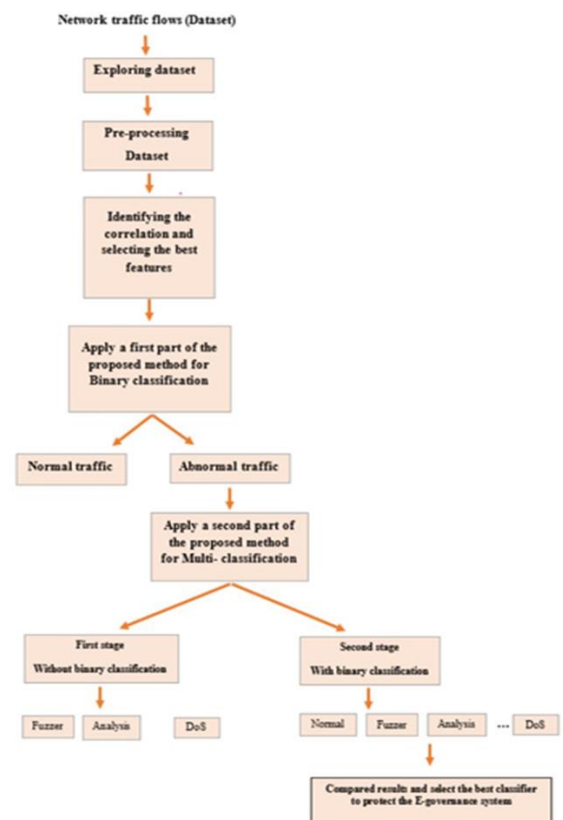 Network traffic flows (Dataset)
Exploring dataset
Pre-processing
Dataset
Identifying the
correlation and
selecting the best
features
Apply a first part of the
proposed method for
Binary classification
Normal traffic
Abnormal traffic
Apply a second part of
the proposed method
for Multi- classification
First stage
Without binary classification
Second stage
With binary classification
Fuzzer
Analysis
DoS
Normal
Fuzzer
Analysis
...
DoS
Compared results and select the best classifier
to protect the E-governance system